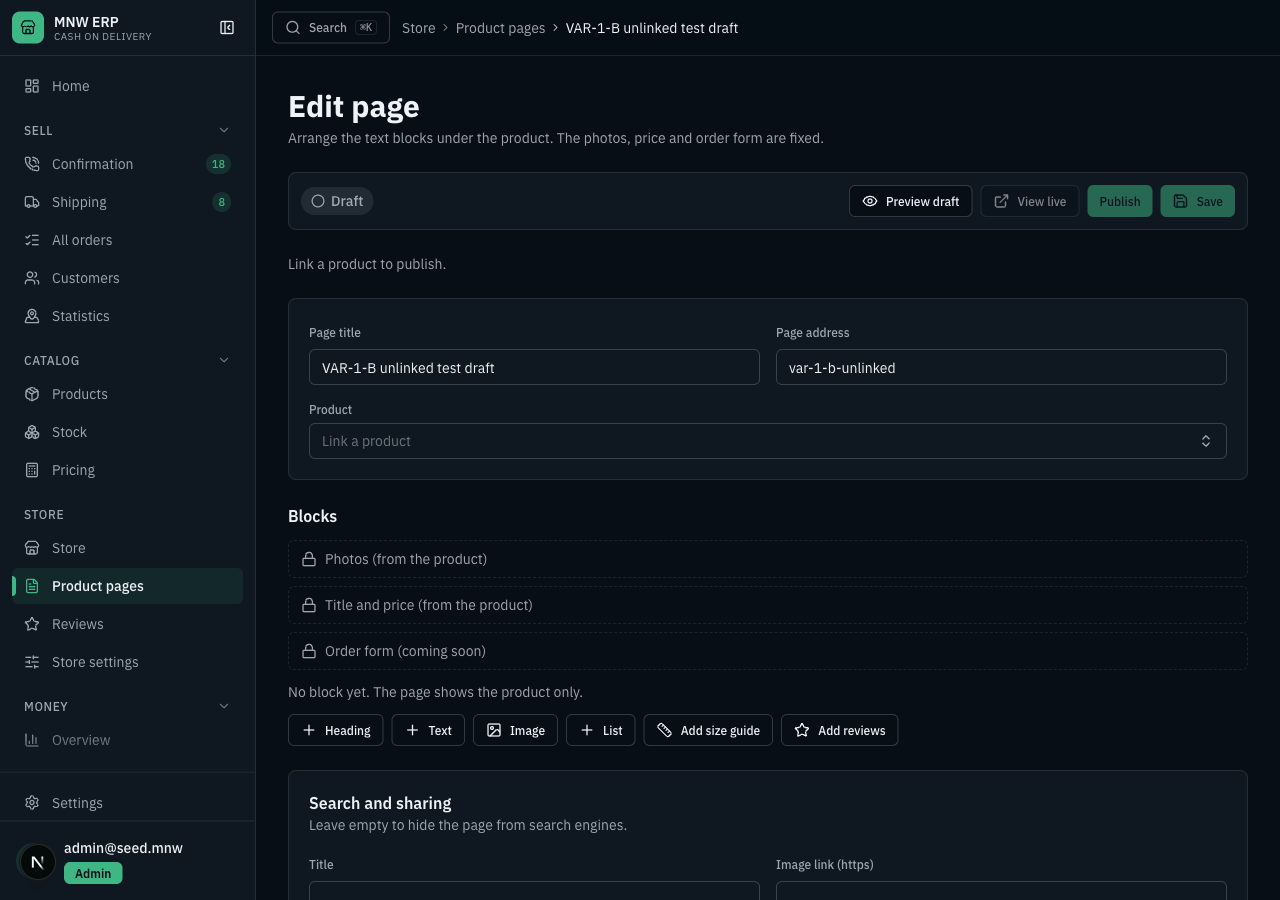 MNW ERP
CASH ON DELIVERY
Search ⌘K
Store › Product pages › VAR-1-B unlinked test draft
Home
SELL
Confirmation 18
Shipping 8
All orders
Customers
Statistics
CATALOG
Products
Stock
Pricing
STORE
Store
Product pages
Reviews
Store settings
MONEY
Overview
Settings
N
admin@seed.mnw
Admin
Edit page
Arrange the text blocks under the product. The photos, price and order form are fixed.
Draft
Preview draft
View live
Publish
Save
Link a product to publish.
Page title
VAR-1-B unlinked test draft
Page address
var-1-b-unlinked
Product
Link a product
Blocks
Photos (from the product)
Title and price (from the product)
Order form (coming soon)
No block yet. The page shows the product only.
Heading
Text
Image
List
Add size guide
Add reviews
Search and sharing
Leave empty to hide the page from search engines.
Title
Image link (https)